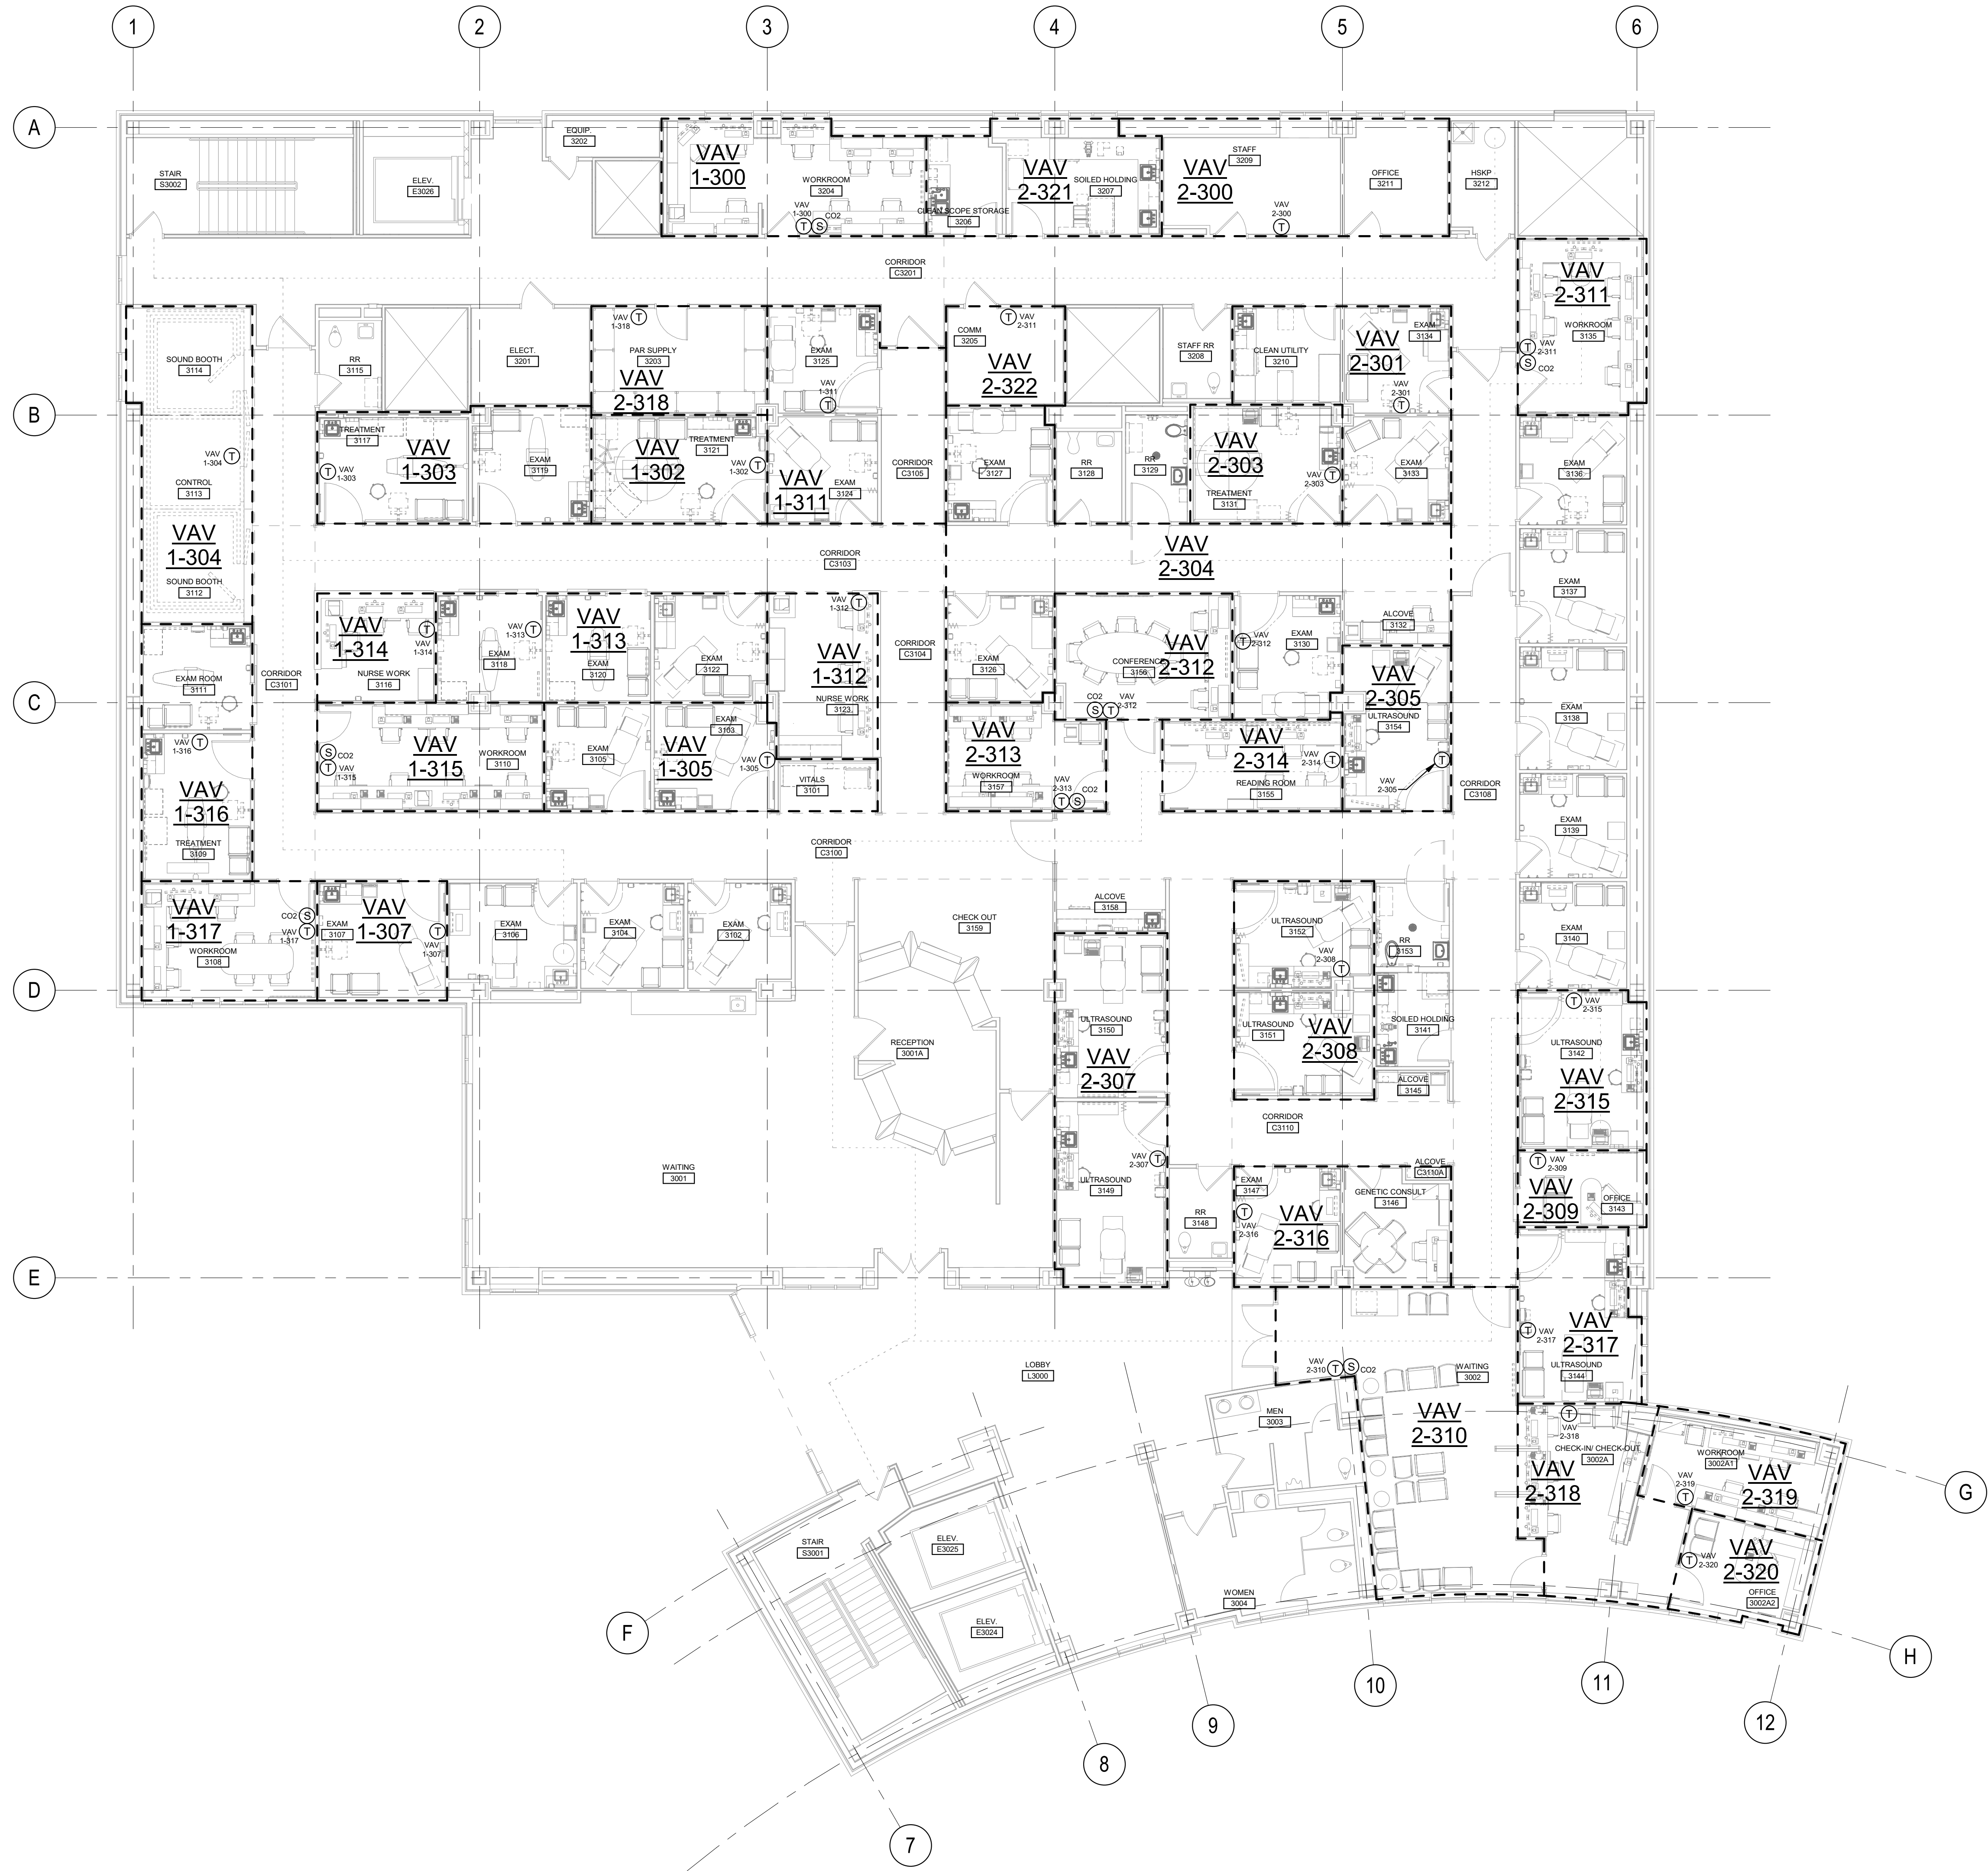 1
2
3
4
5
6
A
STAIR
S3002
ELEV.
E3026
EQUIP.
3202
VAV
1-300
WORKROOM
3204
VAV
1-300
T
S
CO2
CLEAN SCOPE STORAGE
3206
VAV
2-321
SOILED HOLDING
3207
VAV
2-300
STAFF
3209
VAV
2-300
T
OFFICE
3211
HSKP
3212
CORRIDOR
C3201
VAV
2-311
WORKROOM
3135
T
VAV
2-311
S
CO2
SOUND BOOTH
3114
RR
3115
ELECT.
3201
VAV
1-318
T
PAR SUPPLY
3203
VAV
2-318
EXAM
3125
VAV
1-311
T
COMM
3205
T
VAV
2-311
VAV
2-322
STAFF RR
3208
CLEAN UTILITY
3210
VAV
2-301
EXAM
3134
VAV
2-301
T
B
VAV
1-304
T
CONTROL
3113
VAV
1-304
SOUND BOOTH
3112
TREATMENT
3117
T
VAV
1-303
VAV
1-303
EXAM
3119
VAV
1-302
TREATMENT
3121
VAV
1-302
T
VAV
1-311
EXAM
3124
CORRIDOR
C3105
EXAM
3127
RR
3128
RR
3129
VAV
2-303
TREATMENT
3131
VAV
2-303
T
EXAM
3133
EXAM
3136
CORRIDOR
C3103
VAV
2-304
EXAM
3137
C
EXAM ROOM
3111
CORRIDOR
C3101
VAV
1-314
T
VAV
1-314
NURSE WORK
3116
VAV
1-313
T
EXAM
3118
VAV
1-313
EXAM
3120
EXAM
3122
VAV
1-312
T
VAV
1-312
NURSE WORK
3123
CORRIDOR
C3104
EXAM
3126
CONFERENCE
3156
VAV
2-312
T
VAV
2-312
EXAM
3130
ALCOVE
3132
VAV
2-305
ULTRASOUND
3154
EXAM
3138
VAV
1-316
T
VAV
1-316
TREATMENT
3109
S
CO2
T
VAV
1-315
VAV
1-315
WORKROOM
3110
EXAM
3105
EXAM
3103
VAV
1-305
VAV
1-305
T
VITALS
3101
VAV
2-313
WORKROOM
3157
CO2
VAV
2-312
S
T
VAV
2-313
CO2
T
S
VAV
2-314
READING ROOM
3155
VAV
2-314
T
VAV
2-305
T
CORRIDOR
C3108
EXAM
3139
CORRIDOR
C3100
VAV
1-317
WORKROOM
3108
CO2
S
VAV
1-317
T
EXAM
3107
VAV
1-307
T
VAV
1-307
EXAM
3106
EXAM
3104
EXAM
3102
CHECK OUT
3159
ALCOVE
3158
ULTRASOUND
3152
VAV
2-308
T
RR
3153
EXAM
3140
D
RECEPTION
3001A
ULTRASOUND
3150
VAV
2-307
ULTRASOUND
3151
VAV
2-308
SOILED HOLDING
3141
ALCOVE
3145
T
VAV
2-315
ULTRASOUND
3142
VAV
2-315
WAITING
3001
CORRIDOR
C3110
VAV
2-307
T
ULTRASOUND
3149
RR
3148
EXAM
3147
T
VAV
2-316
VAV
2-316
GENETIC CONSULT
3146
ALCOVE
C3110A
T
VAV
2-309
VAV
2-309
OFFICE
3143
E
LOBBY
L3000
VAV
2-310
T
S
CO2
WAITING
3002
T
VAV
2-317
VAV
2-317
ULTRASOUND
3144
MEN
3003
VAV
2-310
T
VAV
2-318
CHECK-IN/ CHECK-OUT
3002A
VAV
2-318
WORKROOM
3002A1
VAV
2-319
T
VAV
2-319
G
STAIR
S3001
ELEV.
E3025
ELEV.
E3024
WOMEN
3004
T
VAV
2-320
VAV
2-320
OFFICE
3002A2
F
H
10
11
9
12
8
7